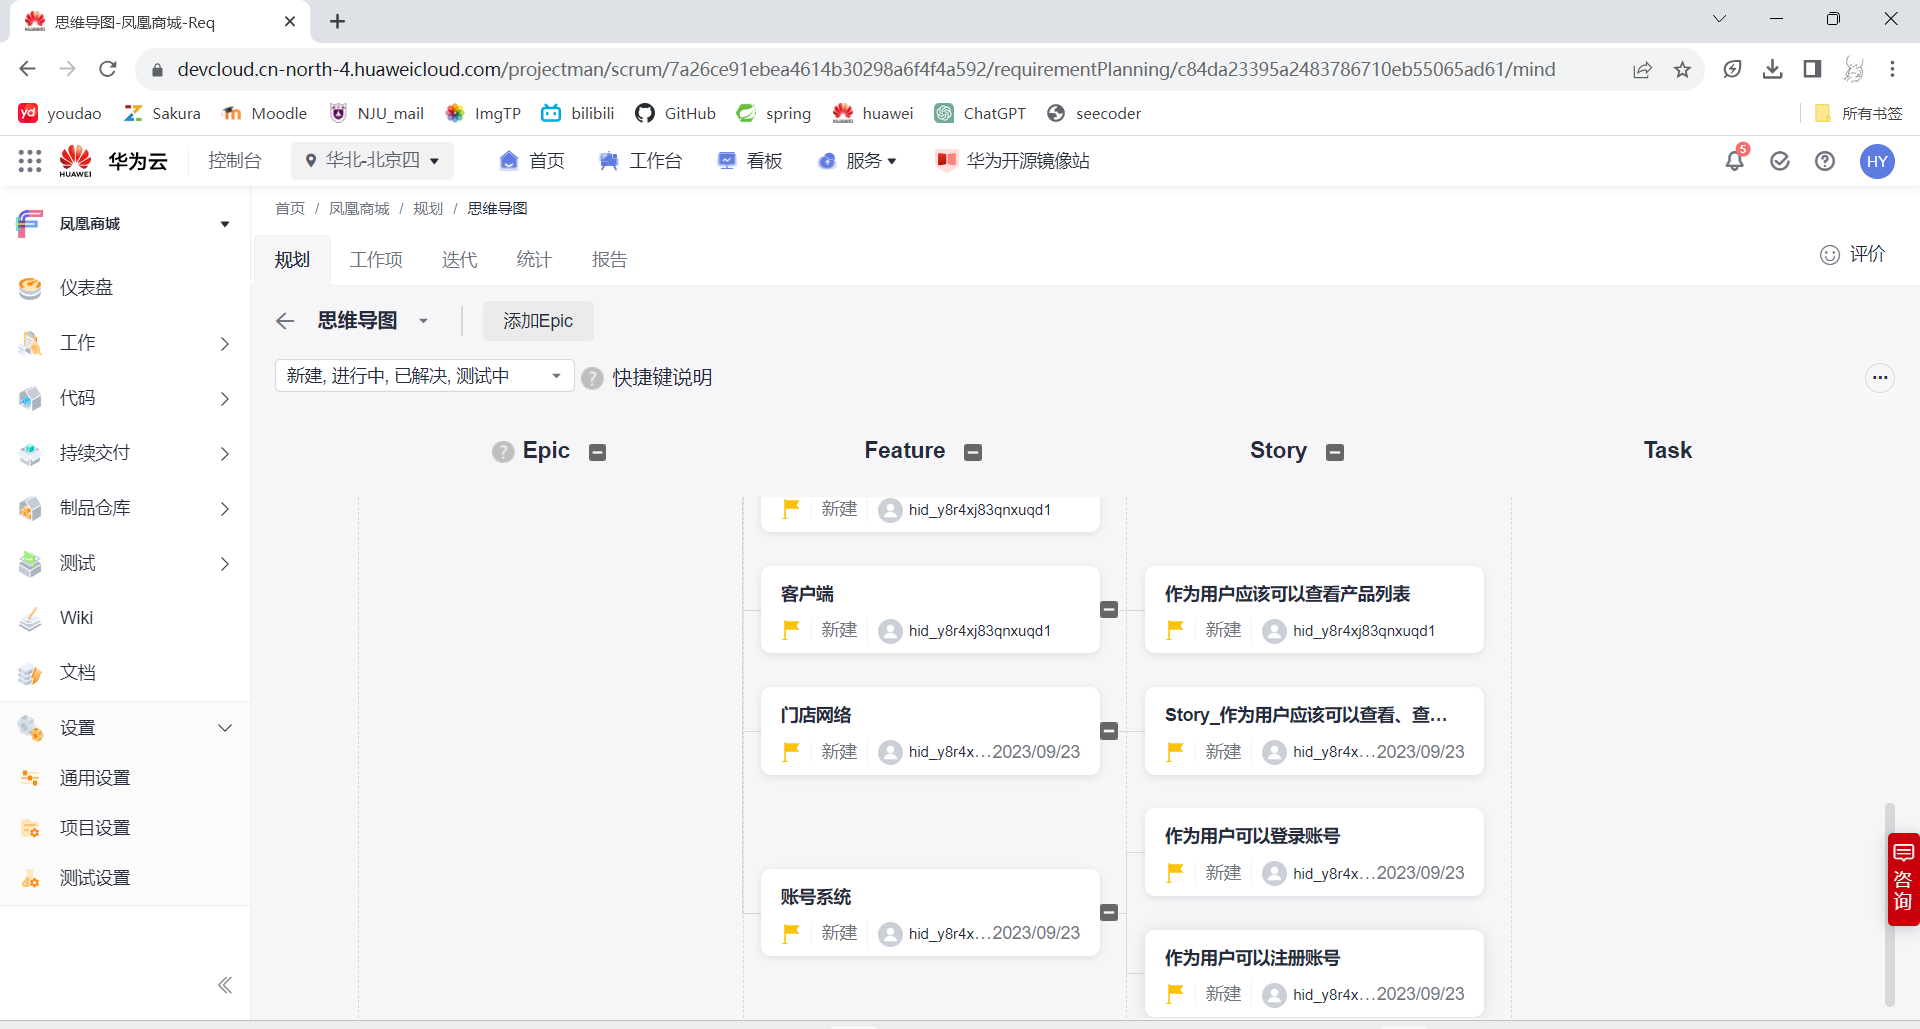 思维导图-凤凰商城-Req
devcloud.cn-north-4.huaweicloud.com/projectman/scrum/7a26ce91ebea4614b30298a6f4f4a592/requirementPlanning/c84da23395a2483786710eb55065ad61/mind
yd youdao Sakura Moodle NJU_mail ImgTP bilibili GitHub spring huawei ChatGPT seecoder 所有书签
HUAWEI 华为云 控制台 华北-北京四 首页 工作台 看板 服务 华为开源镜像站 5 HY
凤凰商城
首页 / 凤凰商城 / 规划 / 思维导图
规划 工作项 迭代 统计 报告 评价
仪表盘
工作
代码
持续交付
制品仓库
测试
Wiki
文档
设置
通用设置
项目设置
测试设置
思维导图 添加Epic
新建, 进行中, 已解决, 测试中 ? 快捷键说明
? Epic Feature Story Task
新建 hid_y8r4xj83qnxuqd1
客户端
新建 hid_y8r4xj83qnxuqd1
作为用户应该可以查看产品列表
新建 hid_y8r4xj83qnxuqd1
门店网络
新建 hid_y8r4x...2023/09/23
Story_作为用户应该可以查看、查...
新建 hid_y8r4x...2023/09/23
作为用户可以登录账号
新建 hid_y8r4x...2023/09/23
账号系统
新建 hid_y8r4x...2023/09/23
作为用户可以注册账号
新建 hid_y8r4x...2023/09/23
咨询